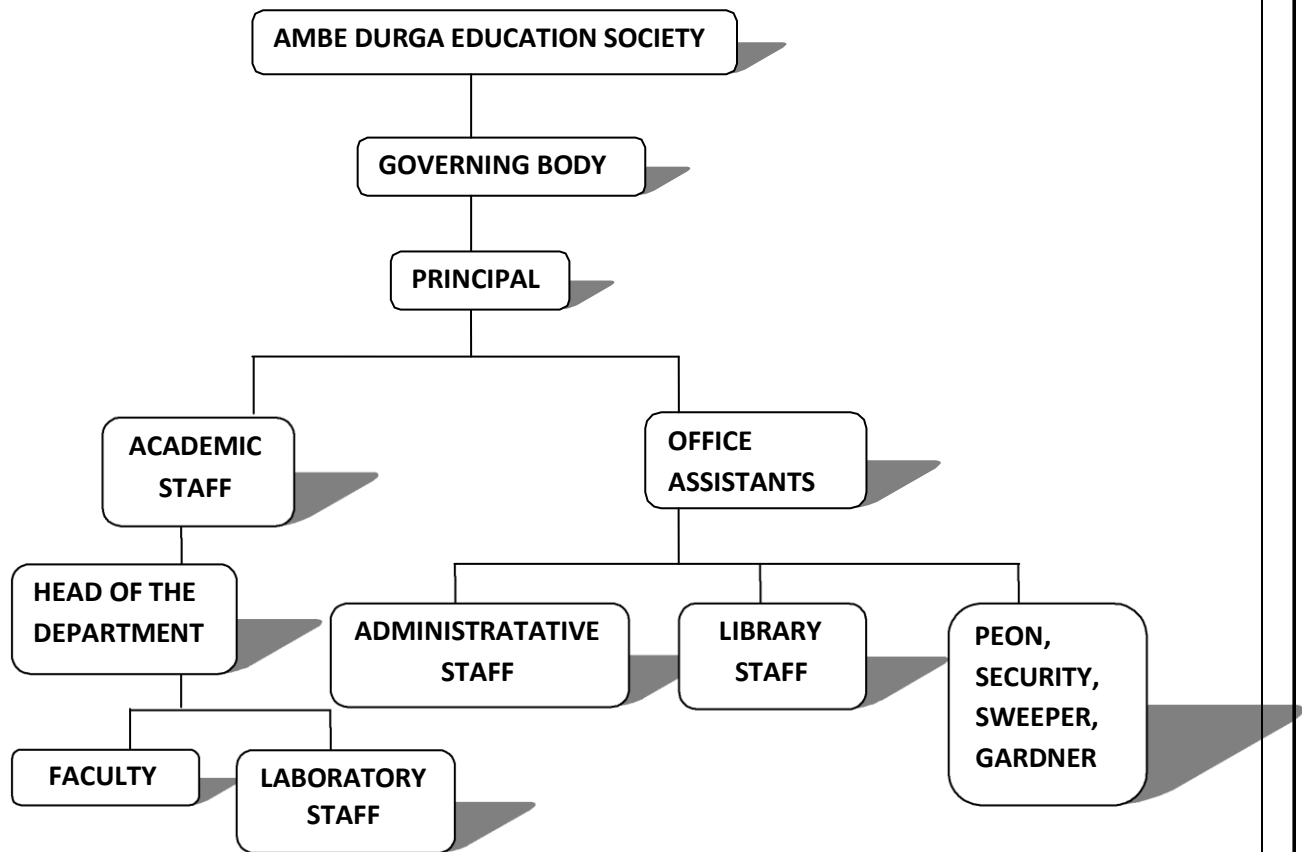 AMBE DURGA EDUCATION SOCIETY
GOVERNING BODY
PRINCIPAL
ACADEMIC
STAFF
OFFICE
ASSISTANTS
HEAD OF THE
DEPARTMENT
ADMINISTRATATIVE
STAFF
LIBRARY
STAFF
PEON,
SECURITY,
SWEEPER,
GARDNER
FACULTY
LABORATORY
STAFF